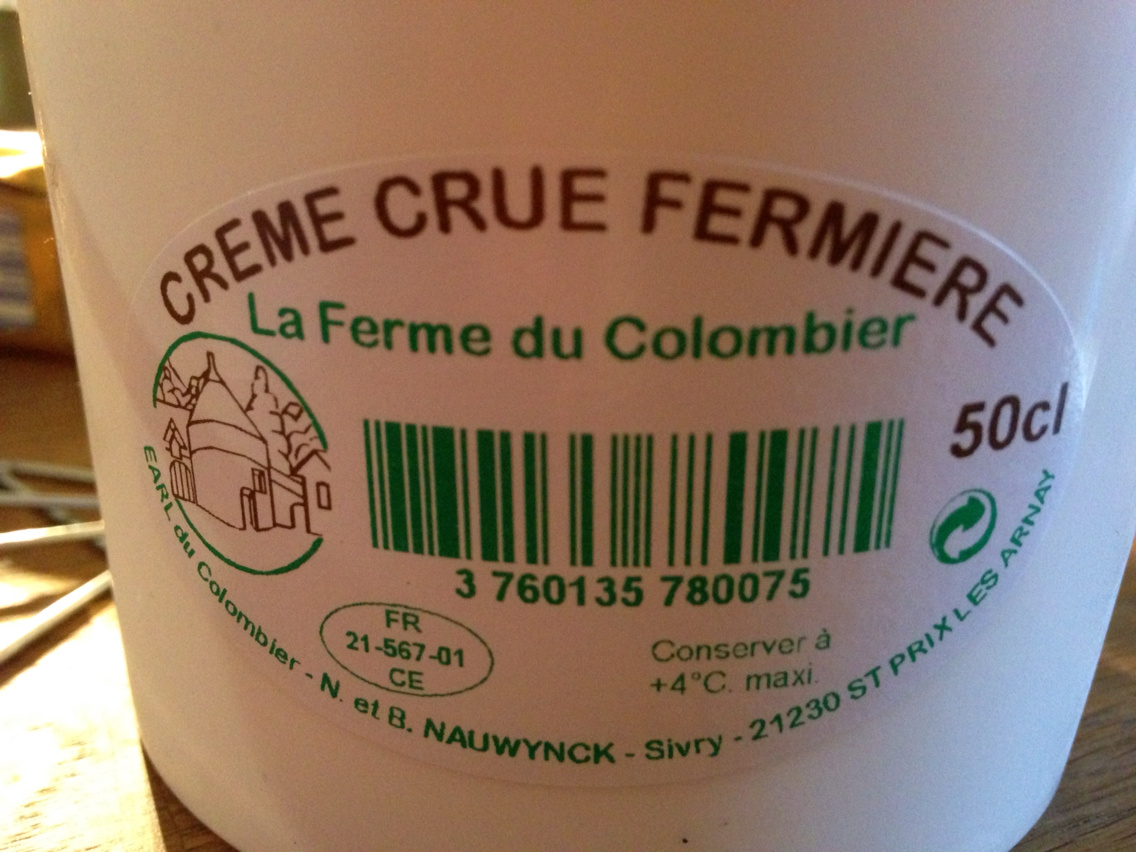 CREME CRUE FERMIERE
La Ferme du Colombier
50cl
3 760135 780075
FR
21-567-01
CE
Conserver à
+4°C. maxi.
EARL du Colombier - N. et B. NAUWYNCK - Sivry - 21230 ST PRIX LES ARNAY